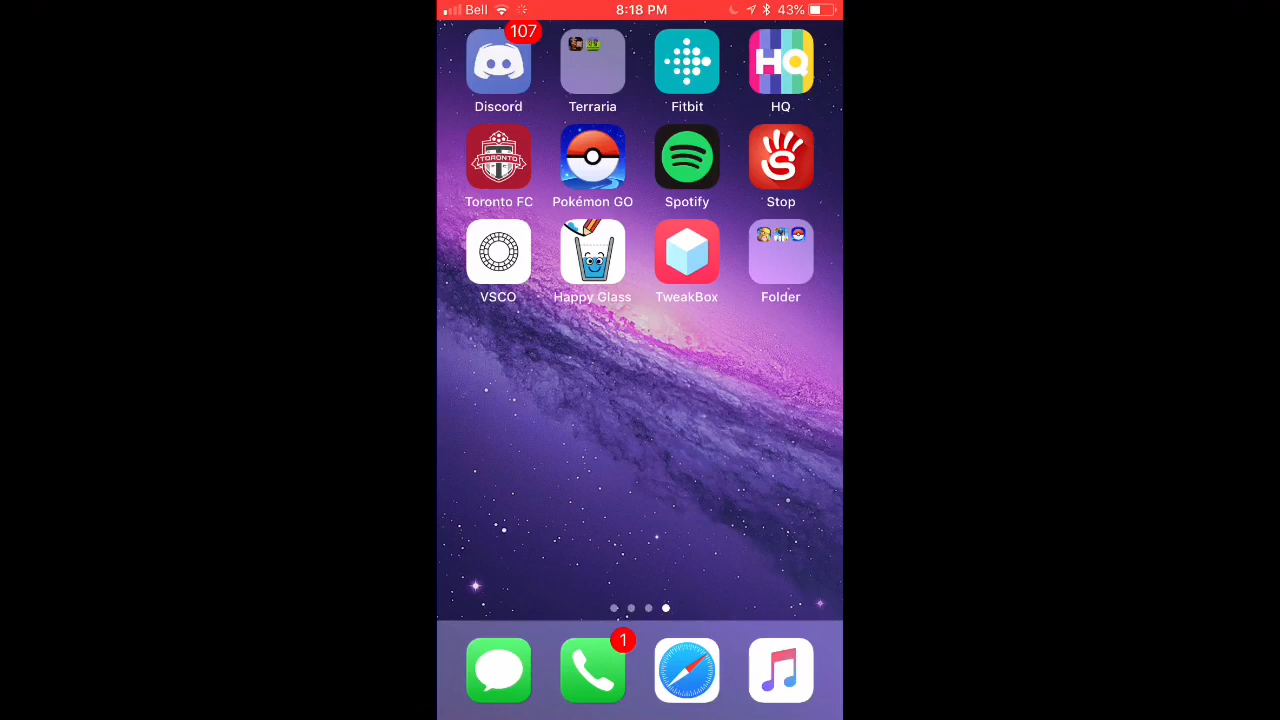 Bell 8:18 PM 43%
107
HQ
Discord Terraria Fitbit HQ
TORONTO S
Toronto FC Pokémon GO Spotify Stop
VSCO Happy Glass TweakBox Folder
1